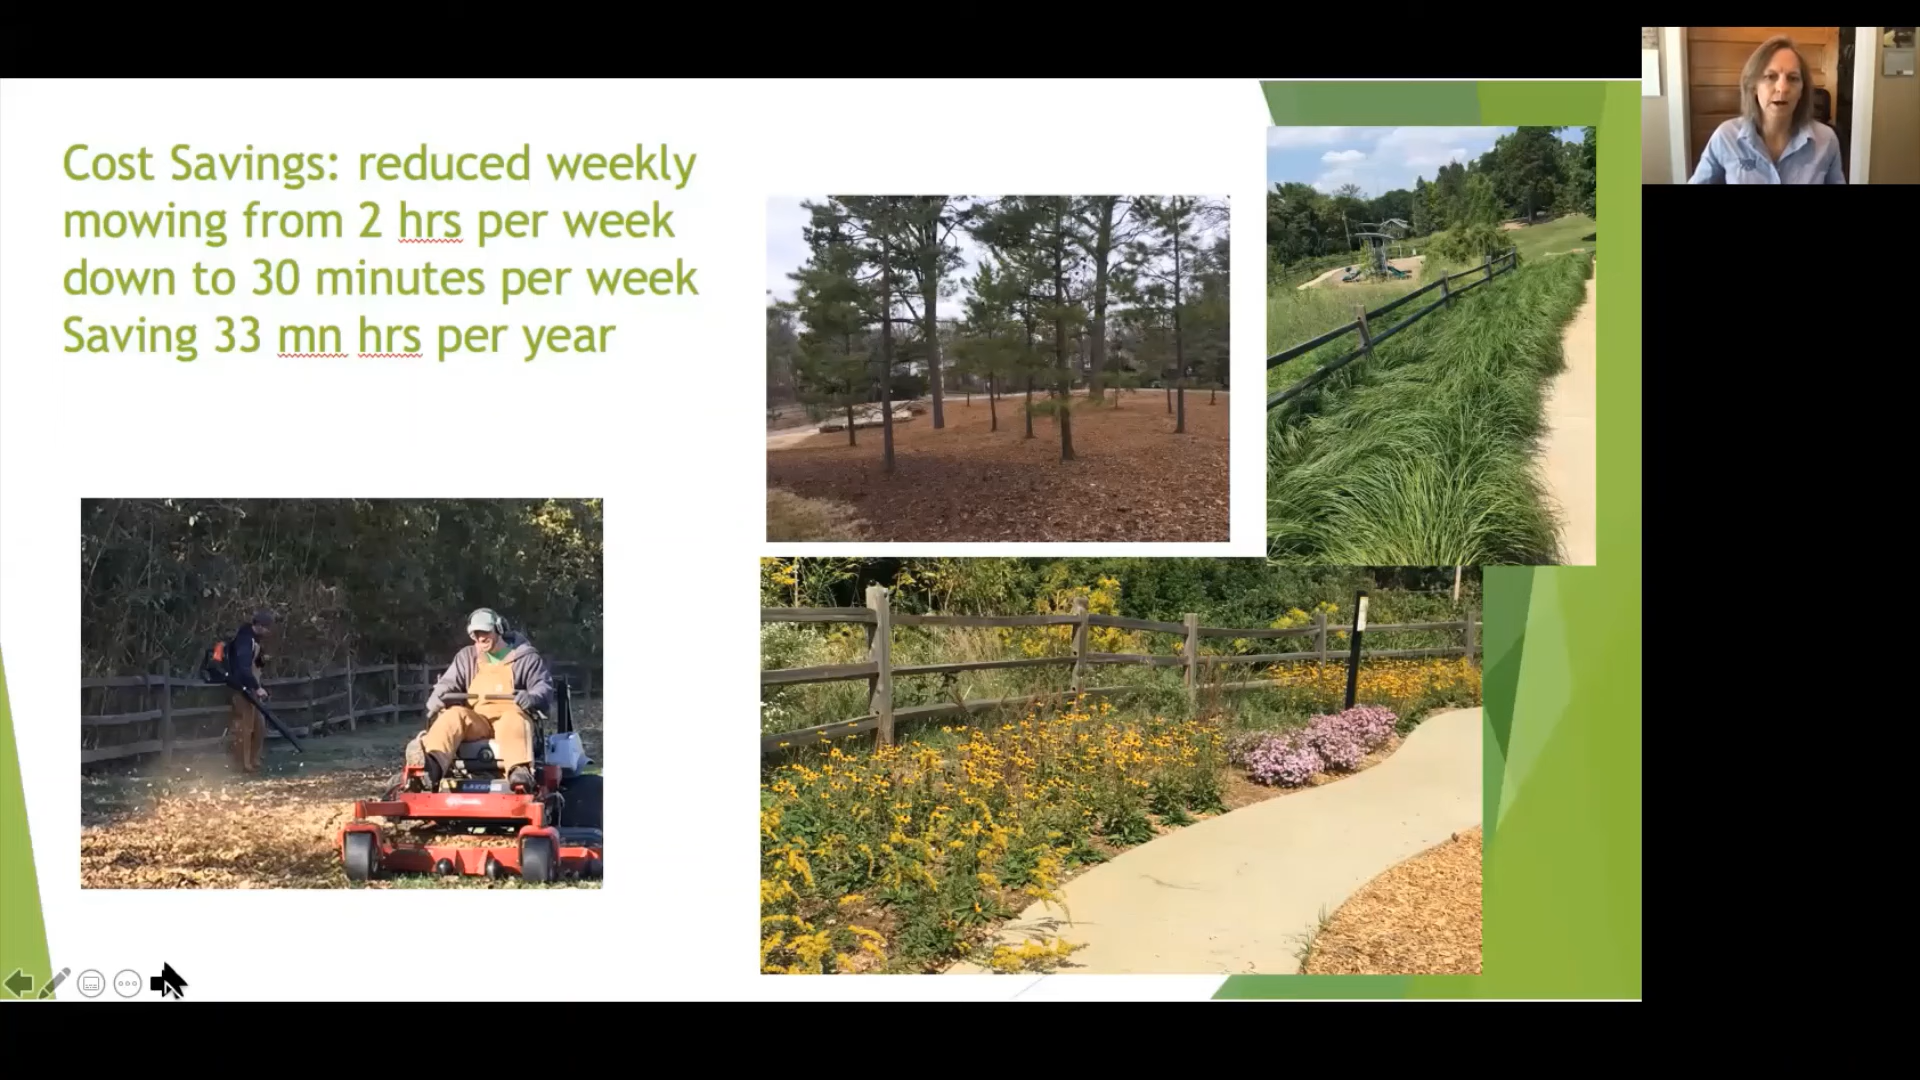 Cost Savings: reduced weekly
mowing from 2 hrs per week
down to 30 minutes per week
Saving 33 mn hrs per year